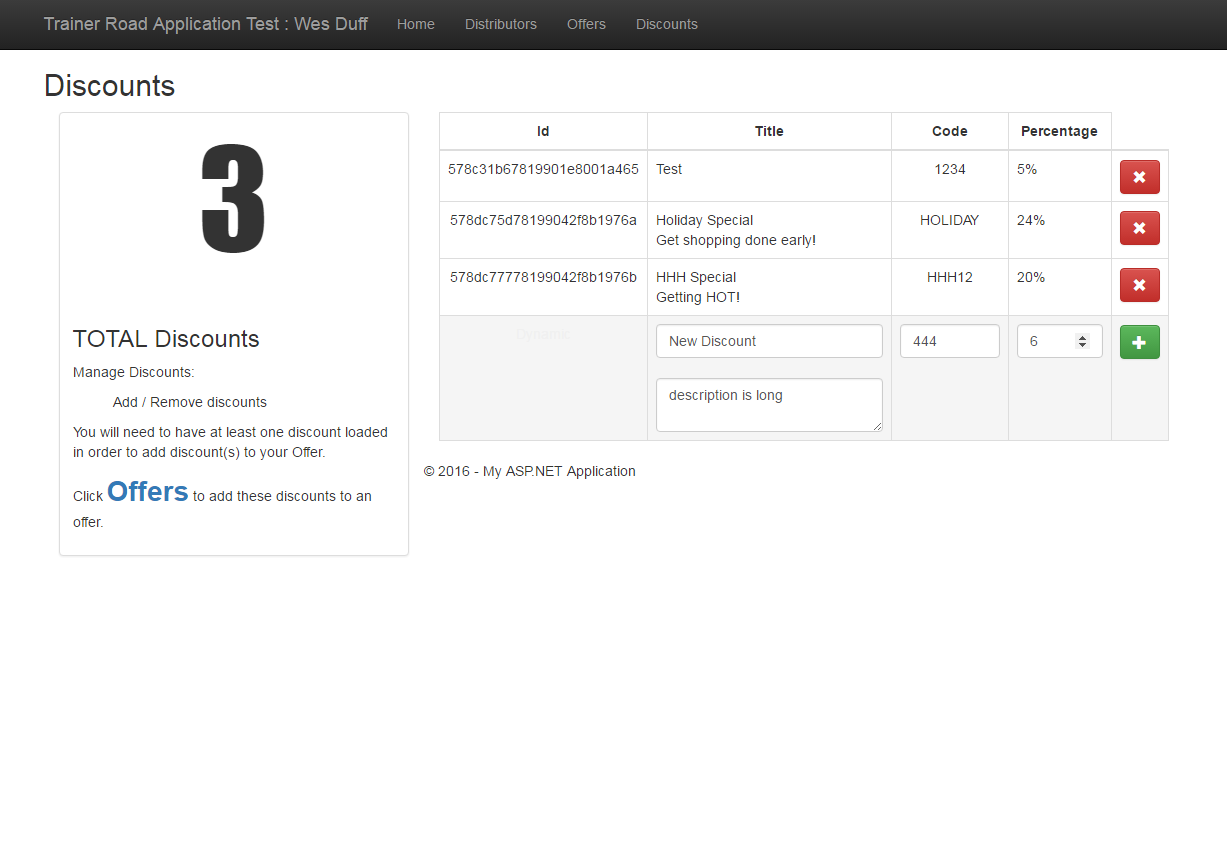 Trainer Road Application Test : Wes Duff Home Distributors Offers Discounts
Discounts
3
TOTAL Discounts
Manage Discounts:
Add / Remove discounts
You will need to have at least one discount loaded
in order to add discount(s) to your Offer.
Click Offers to add these discounts to an
offer.
Id Title Code Percentage
578c31b67819901e8001a465 Test 1234 5%
578dc75d78199042f8b1976a Holiday Special HOLIDAY 24%
Get shopping done early!
578dc77778199042f8b1976b HHH Special HHH12 20%
Getting HOT!
New Discount 444 6
description is long
© 2016 - My ASP.NET Application